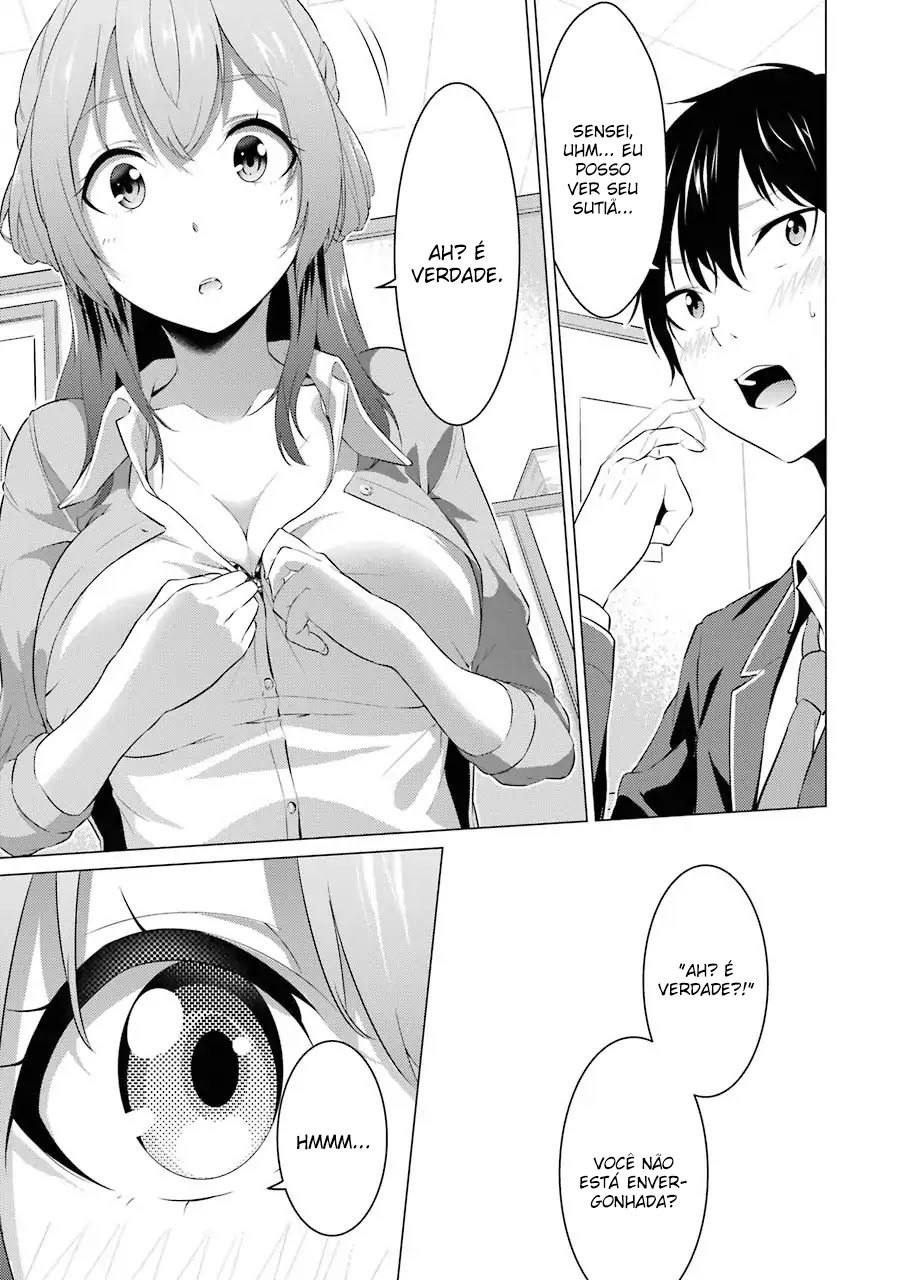 SENSEI,
UHM... EU
POSSO
VER SEU
SUTIÃ...
AH? É
VERDADE.
"AH? É
VERDADE?!"
VOCÊ NÃO
ESTÁ ENVER-
GONHADA?
HMMM...